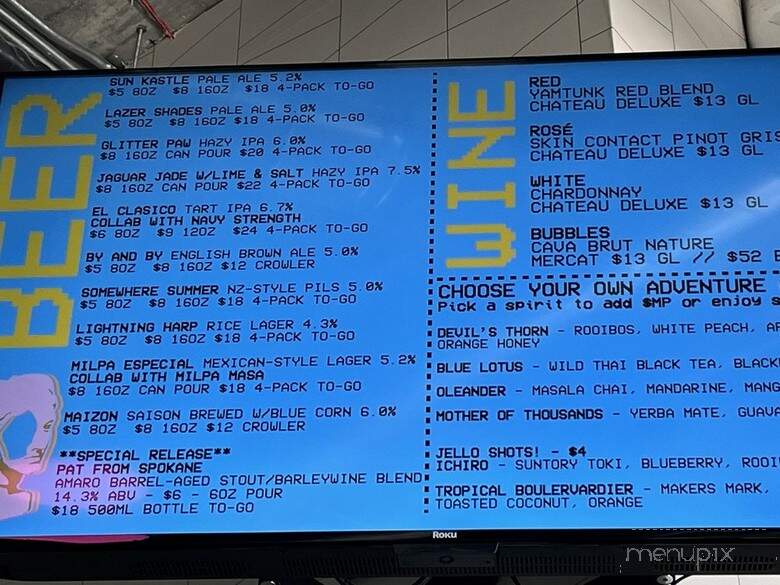 BEER
SUN KASTLE PALE ALE 5.2%
$5 8OZ $8 16OZ $18 4-PACK TO-GO
LAZER SHADES PALE ALE 5.0%
$5 8OZ $8 16OZ $18 4-PACK TO-GO
GLITTER PAW HAZY IPA 6.0%
$8 16OZ CAN POUR $20 4-PACK TO-GO
JAGUAR JADE W/LIME & SALT HAZY IPA 7.5%
$8 16OZ CAN POUR $22 4-PACK TO-GO
EL CLASICO TART IPA 6.7%
COLLAB WITH NAVY STRENGTH
$6 8OZ $9 12OZ $24 4-PACK TO-GO
BY AND BY ENGLISH BROWN ALE 5.0%
$5 8OZ $8 16OZ $12 CROWLER
SOMEWHERE SUMMER NZ-STYLE PILS 5.0%
$5 8OZ $8 16OZ $18 4-PACK TO-GO
LIGHTNING HARP RICE LAGER 4.3%
$5 8OZ $8 16OZ $18 4-PACK TO-GO
MILPA ESPECIAL MEXICAN-STYLE LAGER 5.2%
COLLAB WITH MILPA MASA
$8 16OZ CAN POUR $18 4-PACK TO-GO
MAIZON SAISON BREWED W/BLUE CORN 6.0%
$5 8OZ $8 16OZ $12 CROWLER
**SPECIAL RELEASE**
PAT FROM SPOKANE
AMARO BARREL-AGED STOUT/BARLEYWINE BLEND
14.3% ABV - $6 - 6OZ POUR
$18 500ML BOTTLE TO-GO
WINE
RED
YAMTUNK RED BLEND
CHATEAU DELUXE $13 GL
ROSÉ
SKIN CONTACT PINOT GRIS
CHATEAU DELUXE $13 GL
WHITE
CHARDONNAY
CHATEAU DELUXE $13 GL
BUBBLES
CAVA BRUT NATURE
MERCAT $13 GL // $52
CHOOSE YOUR OWN ADVENTURE
Pick a spirit to add $MP or enjoy
DEVIL'S THORN - ROOIBOS, WHITE PEACH,
ORANGE HONEY
BLUE LOTUS - WILD THAI BLACK TEA,
OLEANDER - MASALA CHAI, MANDARINE,
MOTHER OF THOUSANDS - YERBA MATE, GUAVA
JELLO SHOTS! - $4
ICHIRO - SUNTORY TOKI, BLUEBERRY,
TROPICAL BOULERVARDIER - MAKERS MARK,
TOASTED COCONUT, ORANGE
Roku
menupix